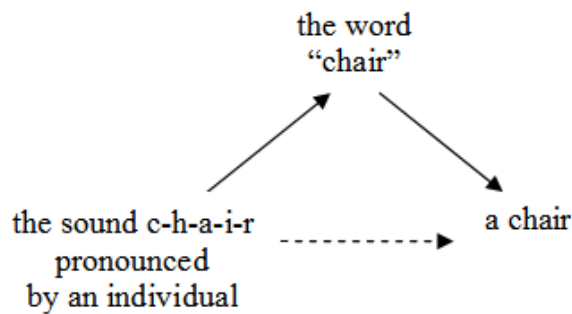 the word
“chair”
the sound c-h-a-i-r
pronounced
by an individual
a chair